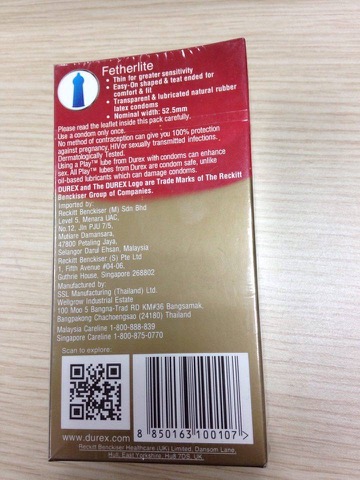 Fetherlite
• Thin for greater sensitivity
• Easy-On shaped & teat ended for
comfort & fit
• Transparent & lubricated natural rubber
latex condoms
• Nominal width: 52.5mm
Please read the leaflet inside this pack carefully.
Use a condom only once.
No method of contraception can give you 100% protection
against pregnancy, HIV or sexually transmitted infections.
Dermatologically Tested.
Using a Play™ lube from Durex with condoms can enhance
sex. All Play™ lubes from Durex are condom safe, unlike
oil-based lubricants which can damage condoms.
DUREX and The DUREX Logo are Trade Marks of The Reckitt
Benckiser Group of Companies.
Imported by:
Reckitt Benckiser (M) Sdn Bhd
Level 5, Menara UAC,
No.12, Jln PJU 7/5,
Mutiara Damansara,
47800 Petaling Jaya,
Selangor Darul Ehsan, Malaysia
Reckitt Benckiser (S) Pte Ltd
1, Fifth Avenue #04-06,
Guthrie House, Singapore 268802
Manufactured by:
SSL Manufacturing (Thailand) Ltd.
Wellgrow Industrial Estate
100 Moo 5 Bangna-Trad RD KM#36 Bangsamak,
Bangpakong Chachoengsao (24180) Thailand
Malaysia Careline 1-800-888-839
Singapore Careline 1-800-875-0770
Scan to explore:
www.durex.com
8 850163 100107 >
Reckitt Benckiser Healthcare (UK) Limited, Dansom Lane,
Hull, East Yorkshire, Hu8 7DS, UK.